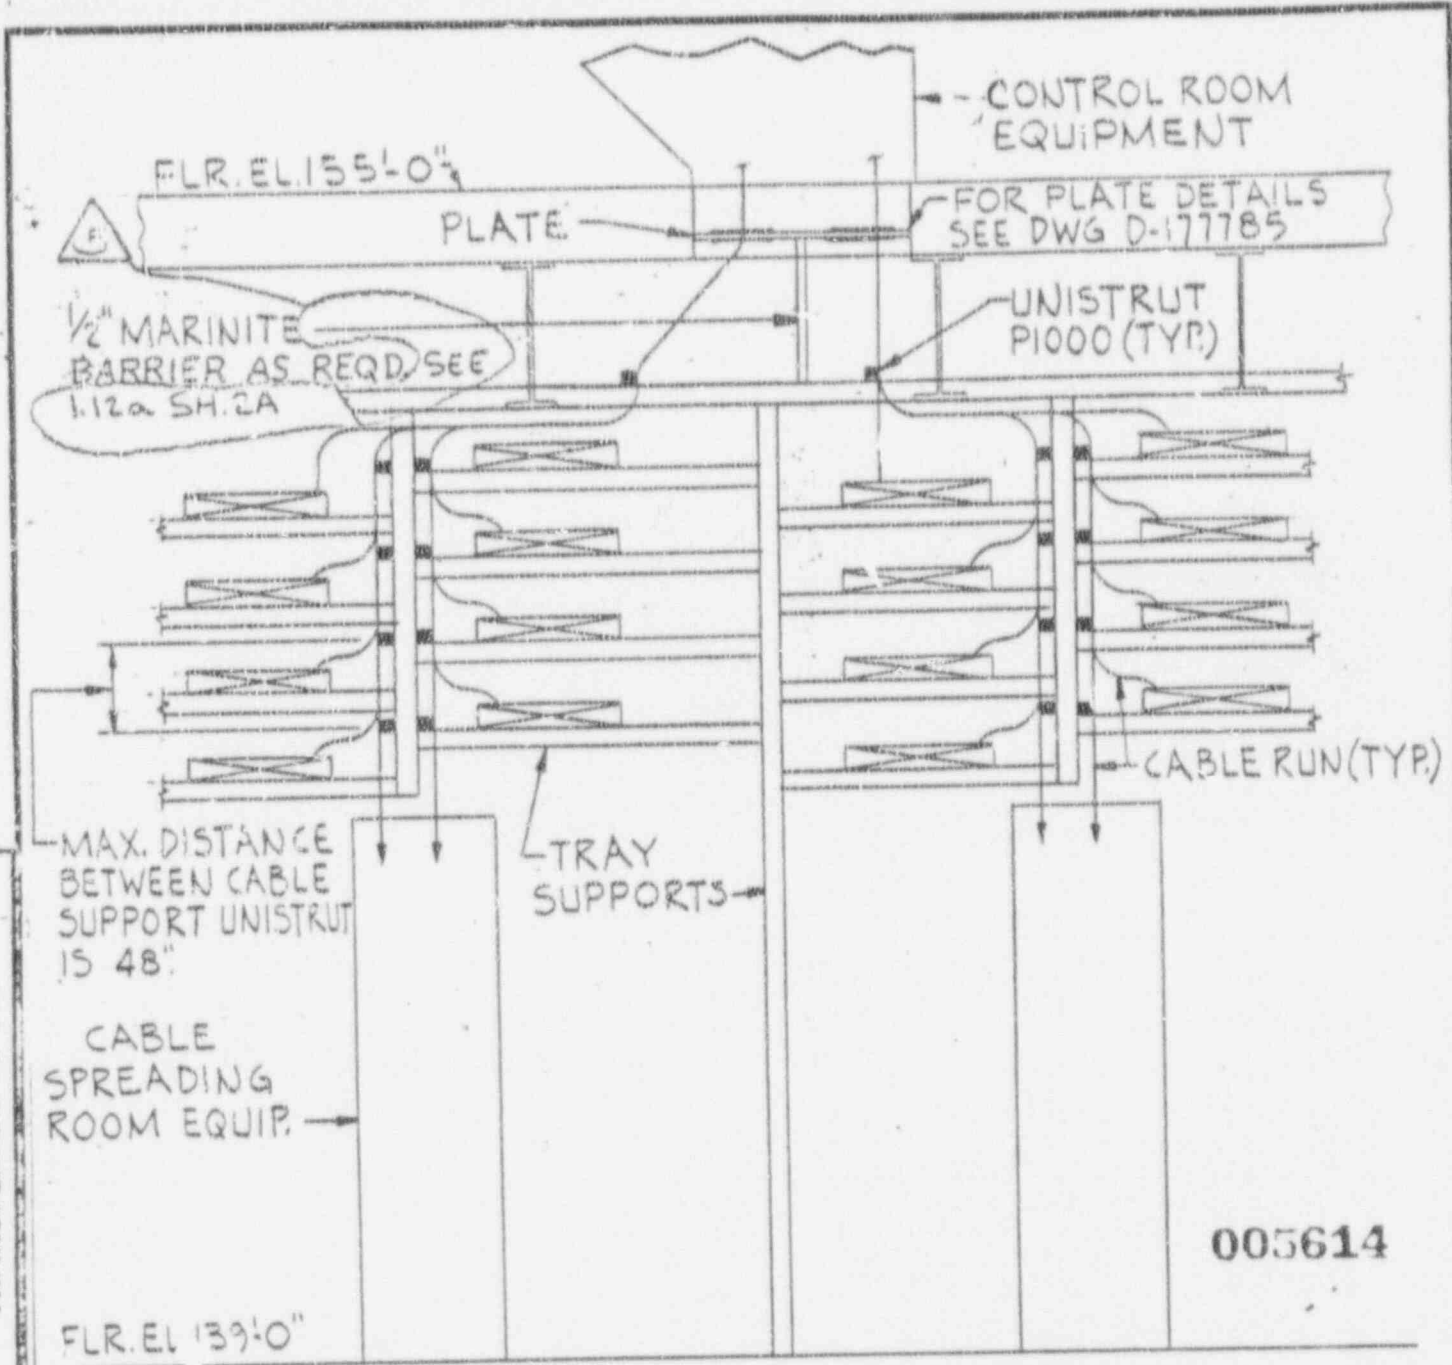 CONTROL ROOM
EQUIPMENT
FLR. EL. 155'-0"
PLATE
FOR PLATE DETAILS
SEE DWG D-177785
1/2" MARINITE
BARRIER AS REQD. SEE
1.12a SH. 2A
UNISTRUT
P1000 (TYP.)
CABLE RUN (TYP.)
MAX. DISTANCE
BETWEEN CABLE
SUPPORT UNISTRUT
IS 48".
TRAY
SUPPORTS
CABLE
SPREADING
ROOM EQUIP.
005614
FLR. EL 139'-0"